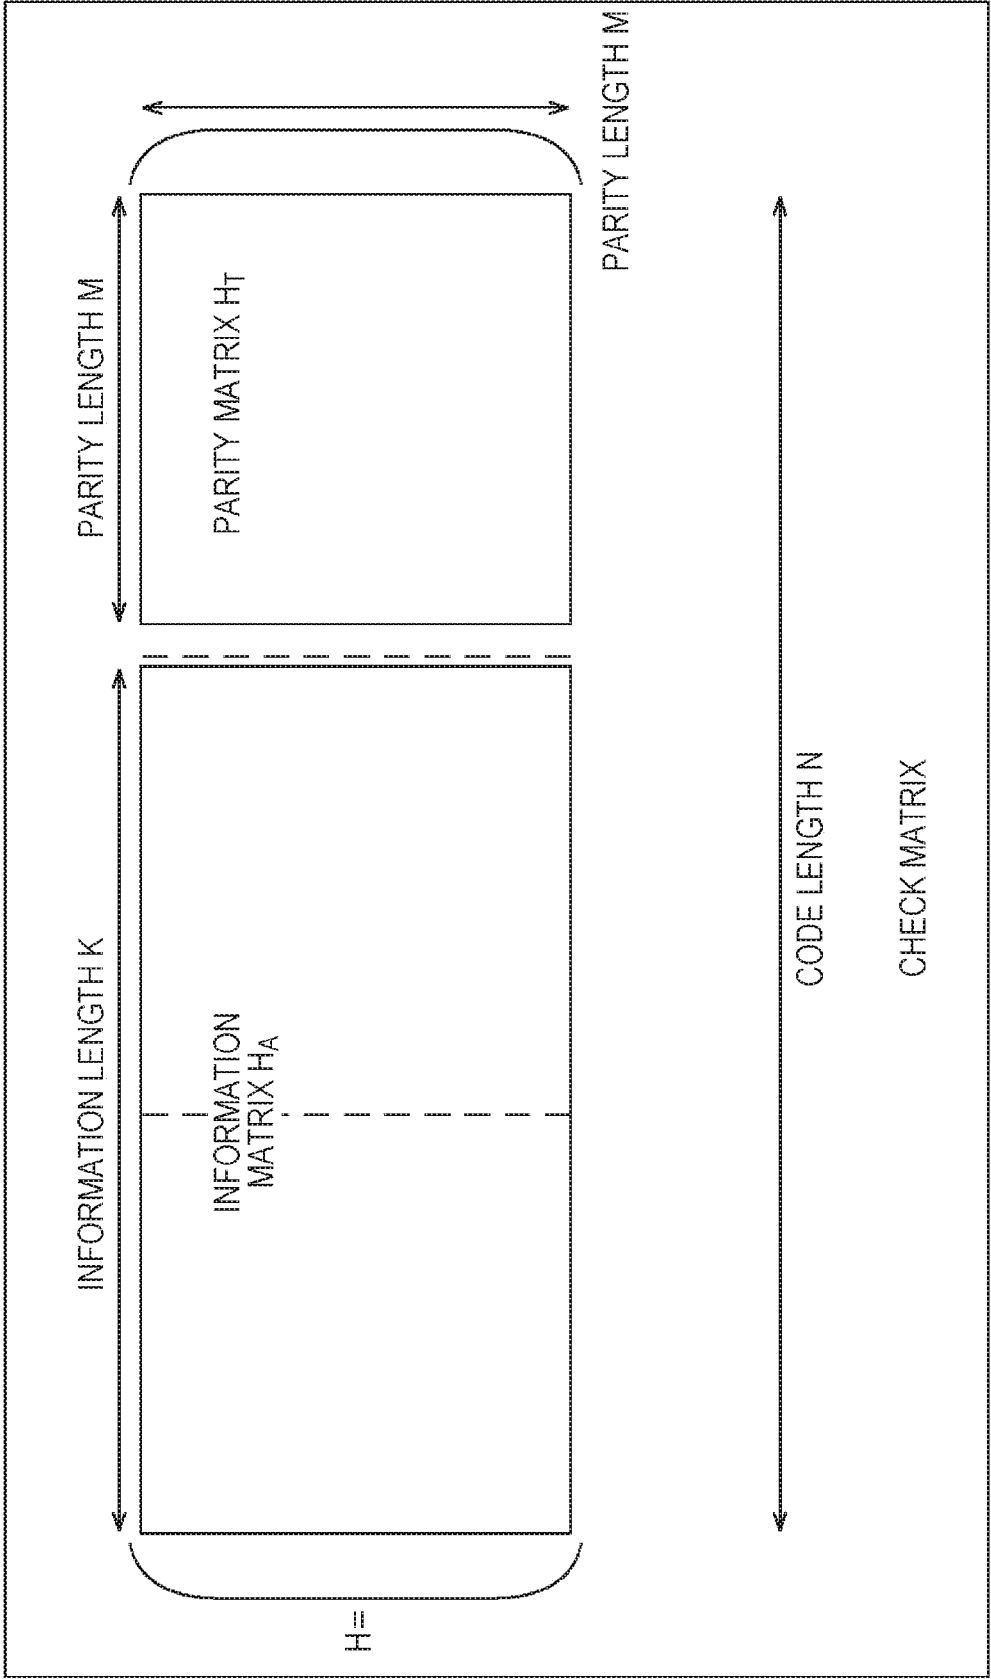 INFORMATION LENGTH K
PARITY LENGTH M
H=
INFORMATION
MATRIX HA
PARITY MATRIX HT
PARITY LENGTH M
CODE LENGTH N
CHECK MATRIX